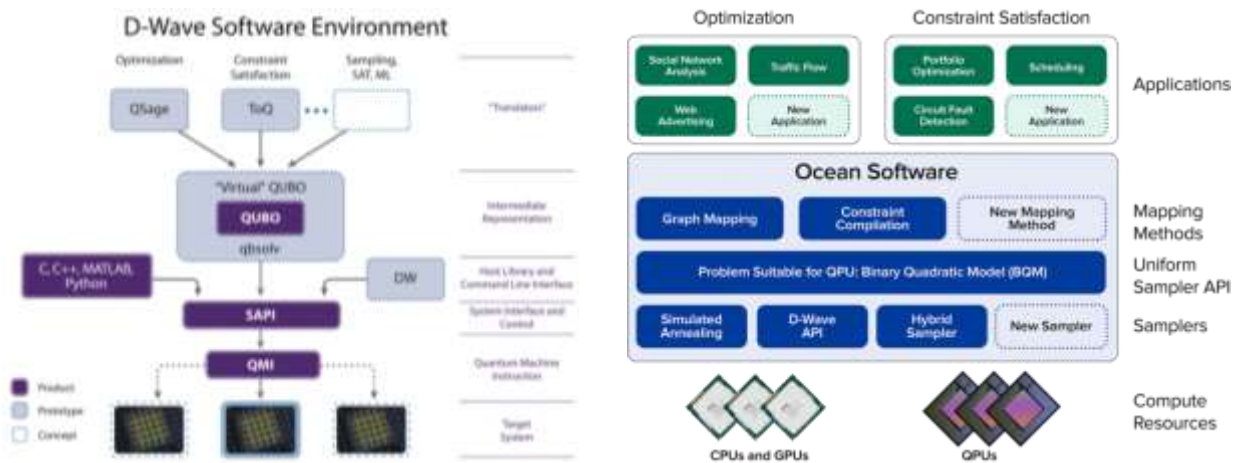 D-Wave Software Environment
Optimization
Constraint
Satisfaction
Sampling,
SAT, ML
QSage
ToQ
"Translation"
"Virtual" QUBO
QUBO
qbsolv
Intermediate
Representation
C, C++, MATLAB,
Python
DW
Host Library and
Command Line Interface
SAPI
System Interface and
Control
QMI
Quantum Machine
Instruction
Product
Prototype
Concept
Target
System
Optimization
Constraint Satisfaction
Social Network
Analysis
Traffic Flow
Web
Advertising
New
Application
Portfolio
Optimization
Scheduling
Circuit Fault
Detection
New
Application
Applications
Ocean Software
Graph Mapping
Constraint
Compilation
New Mapping
Method
Mapping
Methods
Problem Suitable for QPU: Binary Quadratic Model (BQM)
Uniform
Sampler API
Simulated
Annealing
D-Wave
API
Hybrid
Sampler
New Sampler
Samplers
CPUs and GPUs
QPUs
Compute
Resources